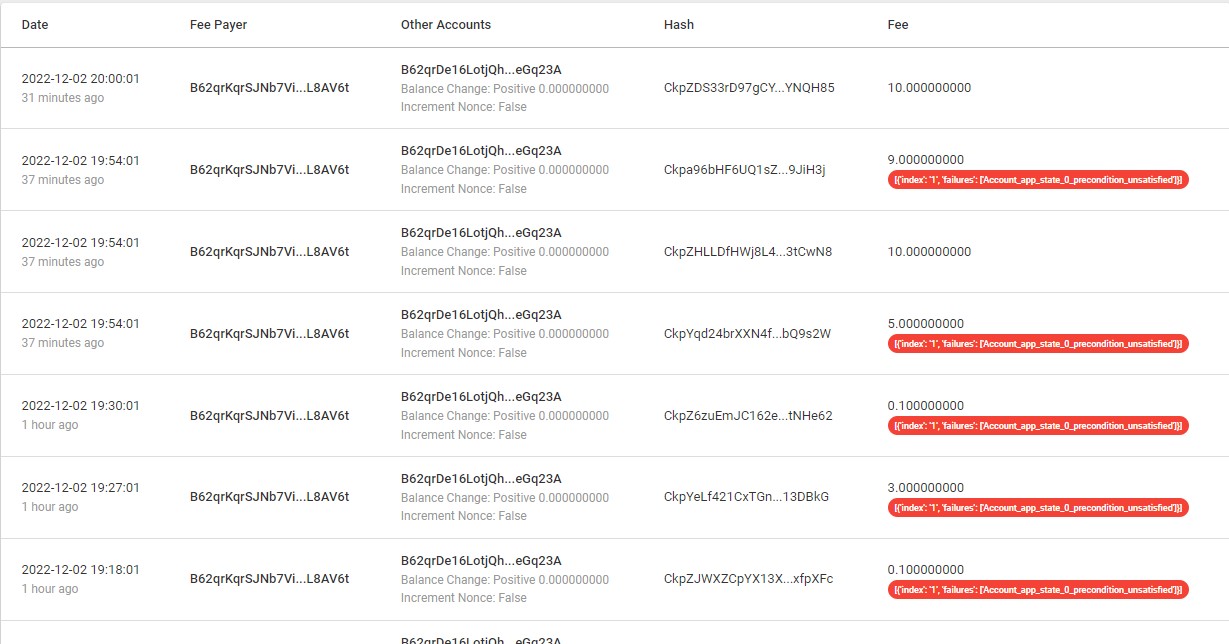 Date Fee Payer Other Accounts Hash Fee
2022-12-02 20:00:01
31 minutes ago
B62qrKqrSJNb7Vi...L8AV6t
B62qrDe16LotjQh...eGq23A
Balance Change: Positive 0.000000000
Increment Nonce: False
CkpZDS33rD97gCY...YNQH85
10.000000000
2022-12-02 19:54:01
37 minutes ago
B62qrKqrSJNb7Vi...L8AV6t
B62qrDe16LotjQh...eGq23A
Balance Change: Positive 0.000000000
Increment Nonce: False
Ckpa96bHF6UQ1sZ...9JiH3j
9.000000000
[{'index': '1', 'failures': ['Account_app_state_0_precondition_unsatisfied']}]
2022-12-02 19:54:01
37 minutes ago
B62qrKqrSJNb7Vi...L8AV6t
B62qrDe16LotjQh...eGq23A
Balance Change: Positive 0.000000000
Increment Nonce: False
CkpZHLLDfHWj8L4...3tCwN8
10.000000000
2022-12-02 19:54:01
37 minutes ago
B62qrKqrSJNb7Vi...L8AV6t
B62qrDe16LotjQh...eGq23A
Balance Change: Positive 0.000000000
Increment Nonce: False
CkpYqd24brXXN4f...bQ9s2W
5.000000000
[{'index': '1', 'failures': ['Account_app_state_0_precondition_unsatisfied']}]
2022-12-02 19:30:01
1 hour ago
B62qrKqrSJNb7Vi...L8AV6t
B62qrDe16LotjQh...eGq23A
Balance Change: Positive 0.000000000
Increment Nonce: False
CkpZ6zuEmJC162e...tNHe62
0.100000000
[{'index': '1', 'failures': ['Account_app_state_0_precondition_unsatisfied']}]
2022-12-02 19:27:01
1 hour ago
B62qrKqrSJNb7Vi...L8AV6t
B62qrDe16LotjQh...eGq23A
Balance Change: Positive 0.000000000
Increment Nonce: False
CkpYeLf421CxTGn...13DBkG
3.000000000
[{'index': '1', 'failures': ['Account_app_state_0_precondition_unsatisfied']}]
2022-12-02 19:18:01
1 hour ago
B62qrKqrSJNb7Vi...L8AV6t
B62qrDe16LotjQh...eGq23A
Balance Change: Positive 0.000000000
Increment Nonce: False
CkpZJWXZCpYX13X...xfpXFc
0.100000000
[{'index': '1', 'failures': ['Account_app_state_0_precondition_unsatisfied']}]
B62qrDe16LotjQh...eGq23A